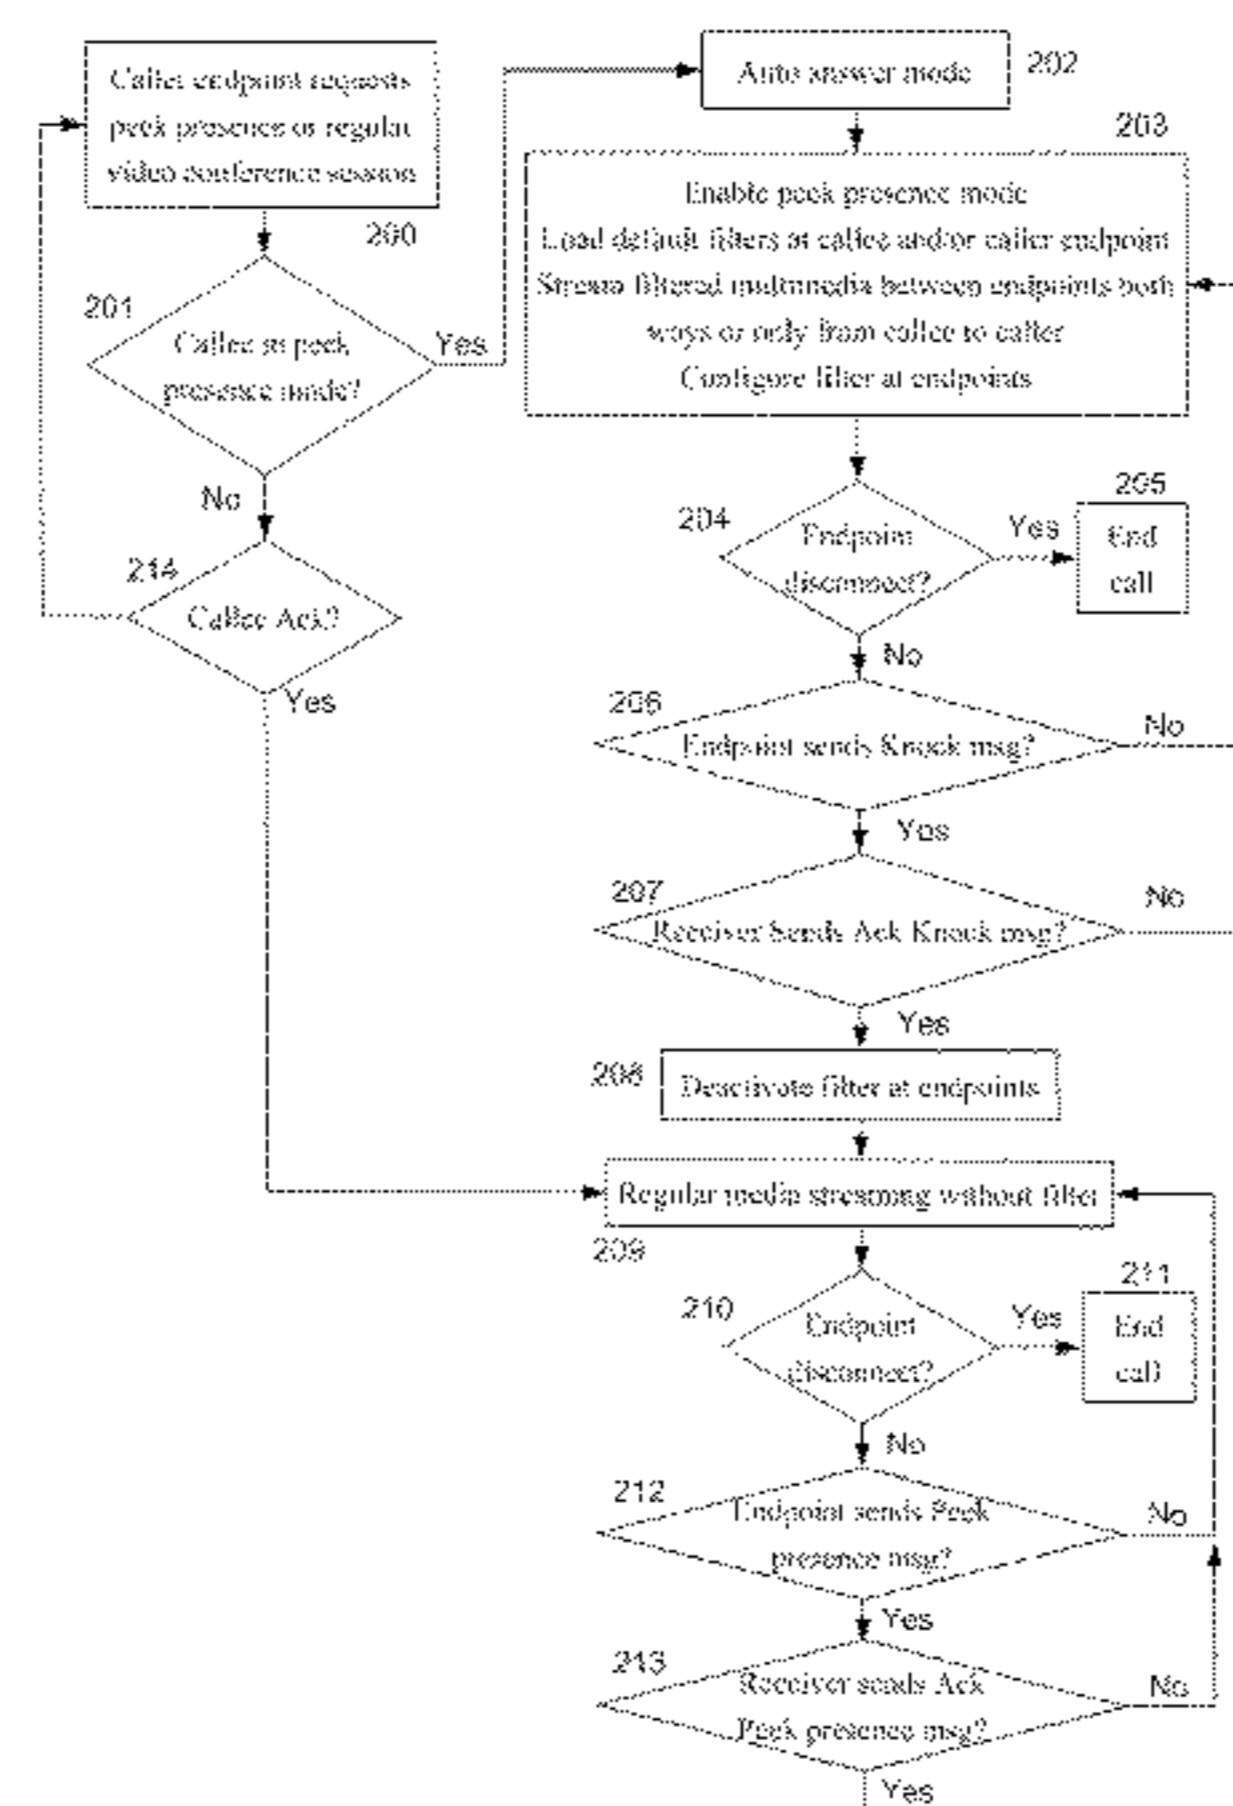 Caller endpoint requests
peek presence or regular
video conference session
200
201
Callee in peek
presence mode?
Yes
No
214
Callee Ack?
Yes
Auto answer mode
202
203
Enable peek presence mode
Load default filters at callee and/or caller endpoint
Stream filtered multimedia between endpoints both
ways or only from callee to caller
Configure filter at endpoints
204
Endpoint
disconnect?
Yes
205
End
call
No
206
Endpoint sends Knock msg?
No
Yes
207
Receiver Sends Ack Knock msg?
No
Yes
208
Deactivate filter at endpoints
Regular media streaming without filter
209
210
Endpoint
disconnect?
Yes
211
End
call
No
212
Endpoint sends Peek
presence msg?
No
Yes
213
Receiver sends Ack
Peek presence msg?
No
Yes